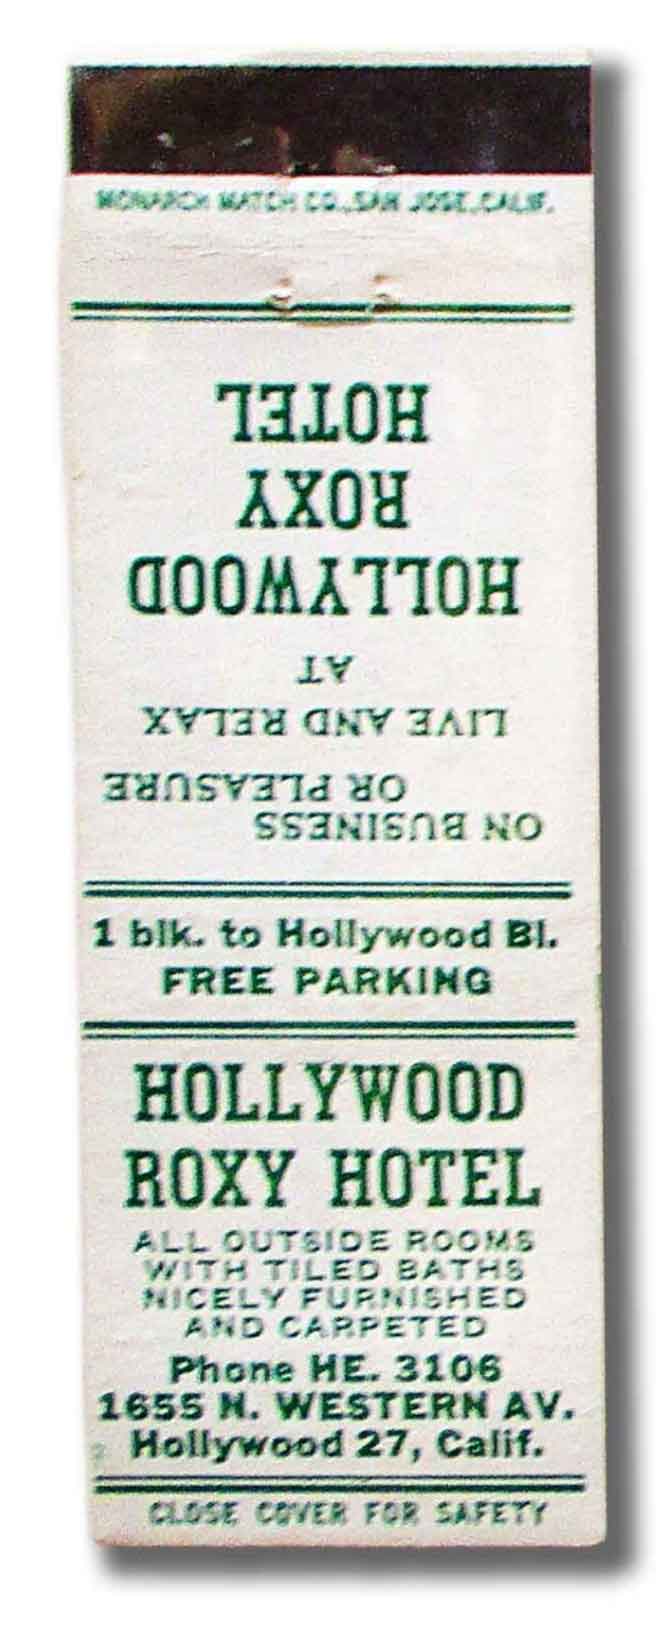 MONARCH MATCH CO., SAN JOSE, CALIF.
ON BUSINESS
OR PLEASURE
LIVE AND RELAX
AT
HOLLYWOOD
ROXY
HOTEL
1 blk. to Hollywood Bl.
FREE PARKING
HOLLYWOOD
ROXY HOTEL
ALL OUTSIDE ROOMS
WITH TILED BATHS
NICELY FURNISHED
AND CARPETED
Phone HE. 3106
1655 N. WESTERN AV.
Hollywood 27, Calif.
CLOSE COVER FOR SAFETY